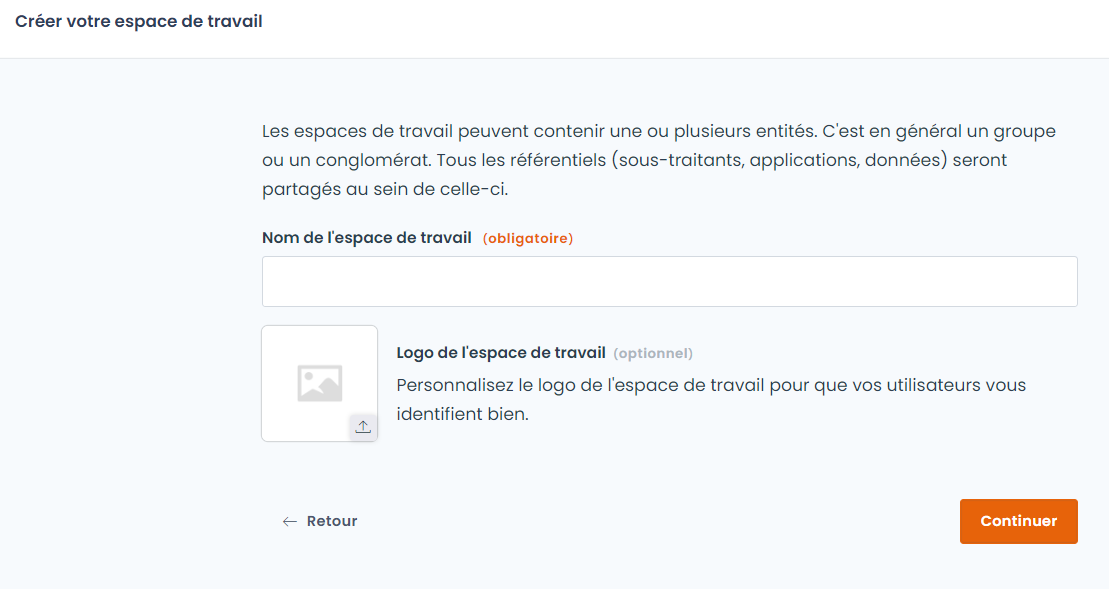 Créer votre espace de travail
Les espaces de travail peuvent contenir une ou plusieurs entités. C'est en général un groupe
ou un conglomérat. Tous les référentiels (sous-traitants, applications, données) seront
partagés au sein de celle-ci.
Nom de l'espace de travail (obligatoire)
Logo de l'espace de travail (optionnel)
Personnalisez le logo de l'espace de travail pour que vos utilisateurs vous
identifient bien.
← Retour
Continuer